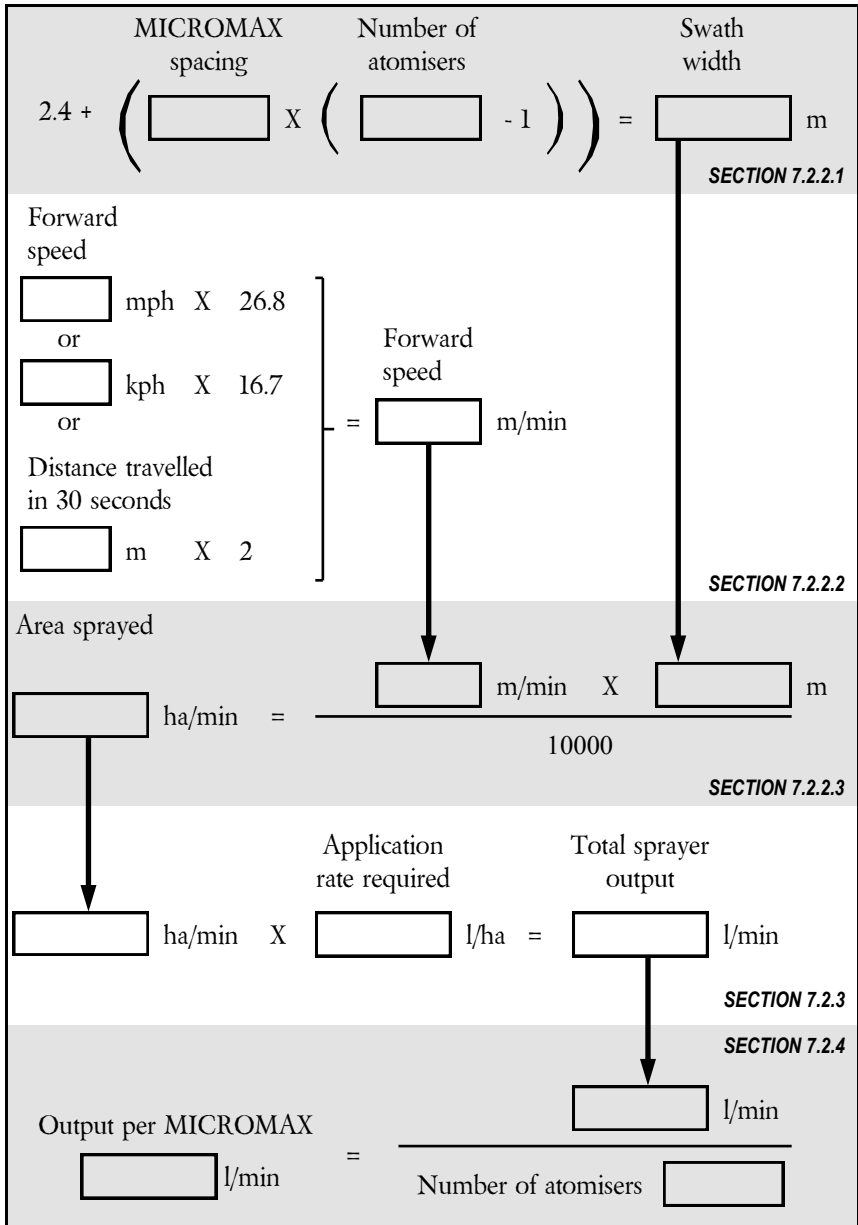 MICROMAX spacing
Number of atomisers
Swath width
2.4 + ( X ( - 1 ) ) = m
SECTION 7.2.2.1
Forward
speed
mph X 26.8
or
kph X 16.7
or
Distance travelled
in 30 seconds
m X 2
Forward
speed
= m/min
SECTION 7.2.2.2
Area sprayed
m/min X m
ha/min =
10000
SECTION 7.2.2.3
Application
rate required
Total sprayer
output
ha/min X l/ha = l/min
SECTION 7.2.3
SECTION 7.2.4
l/min
Output per MICROMAX
l/min =
Number of atomisers